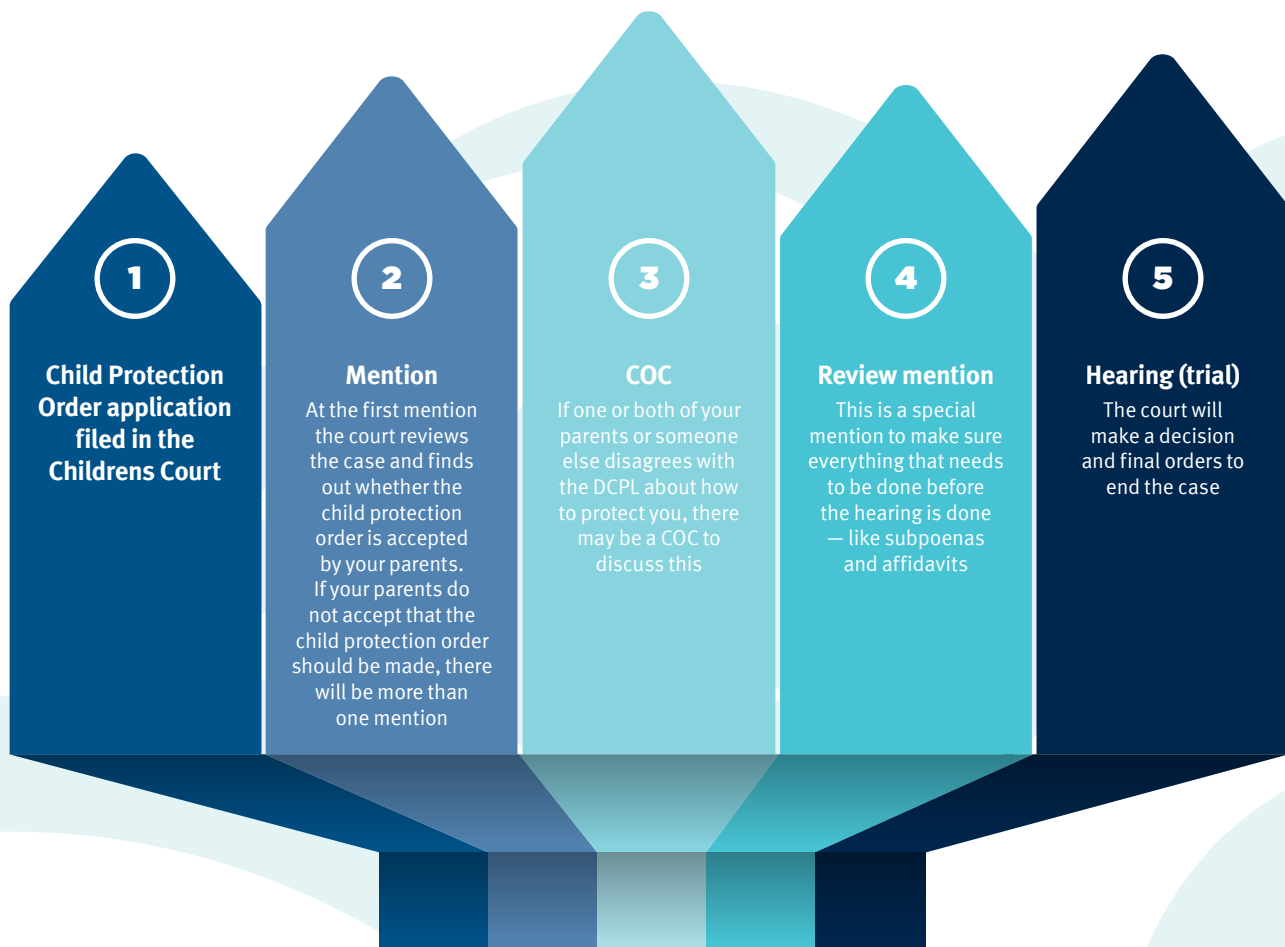 1
Child Protection
Order application
filed in the
Childrens Court
2
Mention
At the first mention
the court reviews
the case and finds
out whether the
child protection
order is accepted
by your parents.
If your parents do
not accept that the
child protection order
should be made, there
will be more than
one mention
3
COC
If one or both of your
parents or someone
else disagrees with
the DCPL about how
to protect you, there
may be a COC to
discuss this
4
Review mention
This is a special
mention to make sure
everything that needs
to be done before
the hearing is done
— like subpoenas
and affidavits
5
Hearing (trial)
The court will
make a decision
and final orders to
end the case